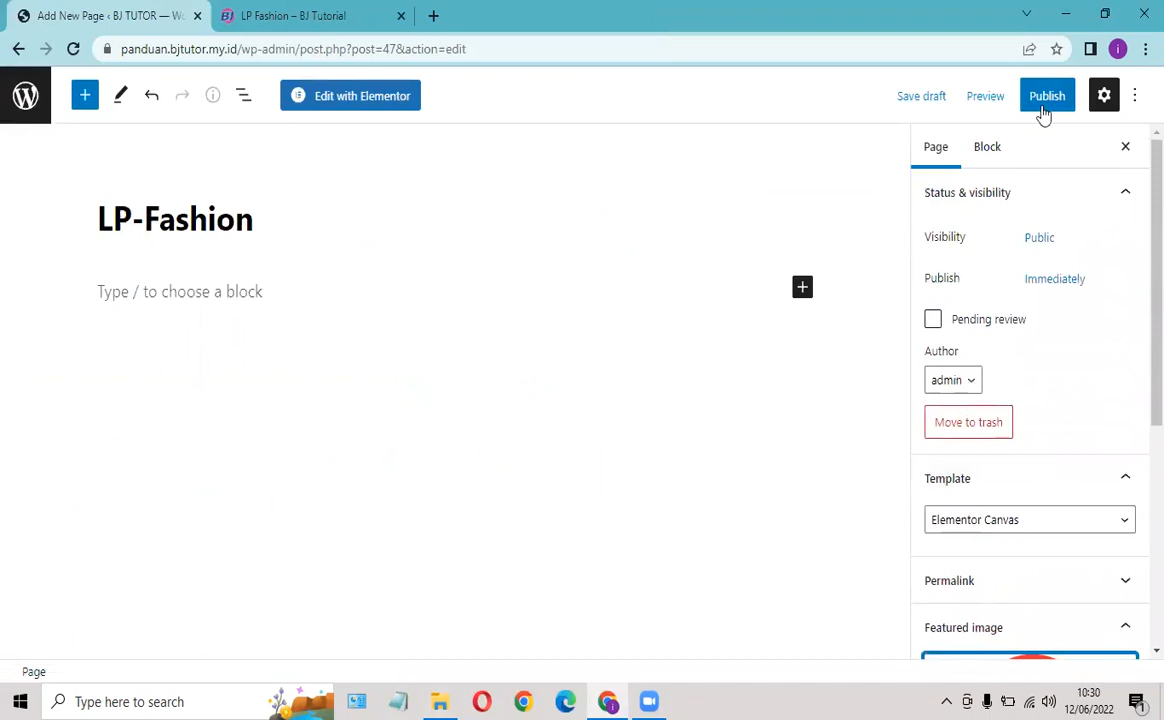 Add New Page ‹ BJ TUTOR — Wo
LP Fashion – BJ Tutorial
panduan.bjtutor.my.id/wp-admin/post.php?post=47&action=edit
i
Edit with Elementor
Save draft
Preview
Publish
Page
Block
LP-Fashion
Status & visibility
Visibility
Public
Type / to choose a block
Publish
Immediately
Pending review
Author
admin
Move to trash
Template
Elementor Canvas
Permalink
Featured image
Page
Type here to search
10:30
12/06/2022
1